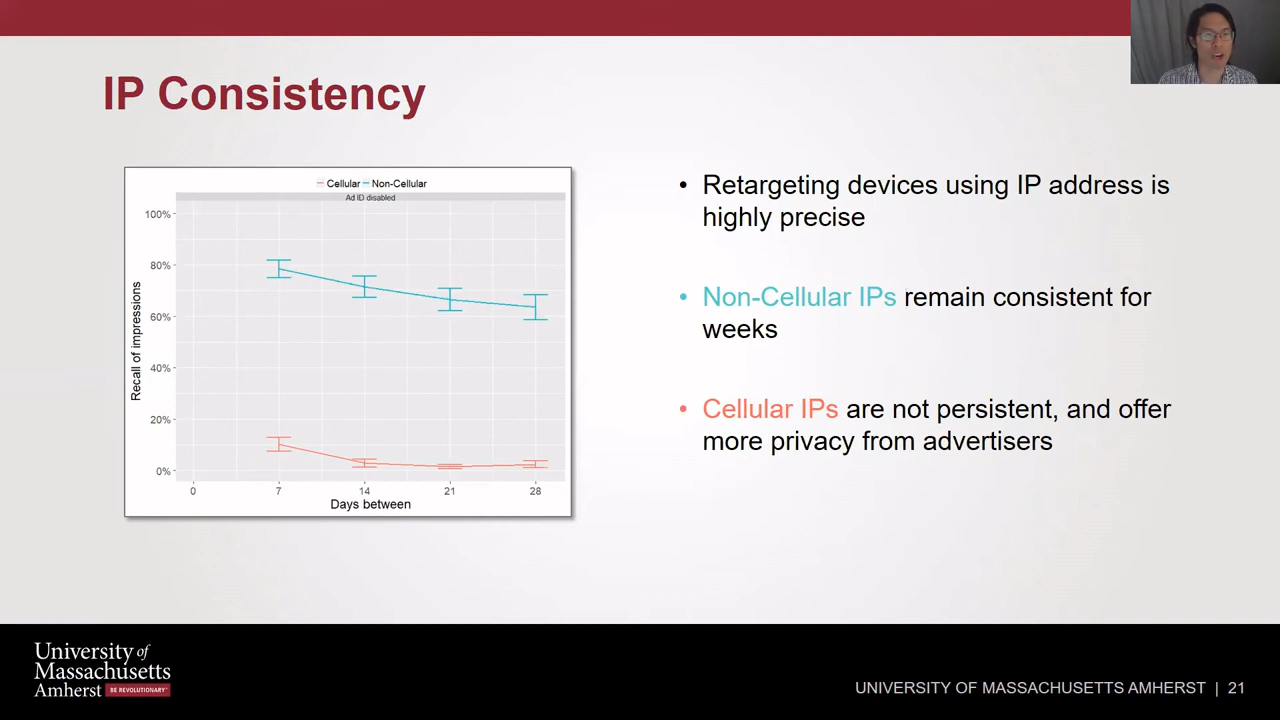 IP Consistency
Cellular Non-Cellular
Ad ID disabled
100%
80%
60%
40%
20%
0%
Recall of impressions
0 7 14 21 28
Days between
• Retargeting devices using IP address is
highly precise
• Non-Cellular IPs remain consistent for
weeks
• Cellular IPs are not persistent, and offer
more privacy from advertisers
University of
Massachusetts
Amherst BE REVOLUTIONARY™
UNIVERSITY OF MASSACHUSETTS AMHERST | 21